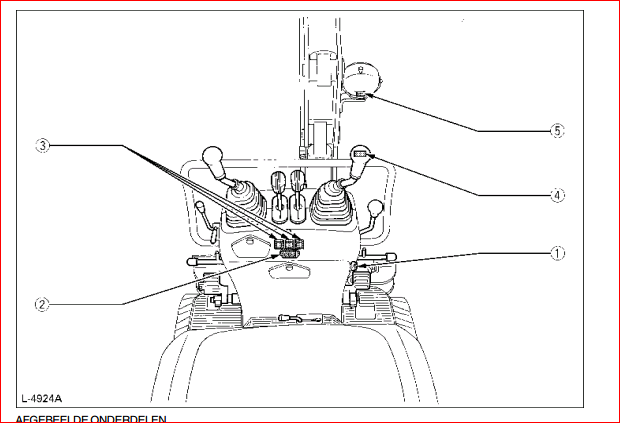 ⑤
③
④
①
②
L-4924A
AFGEBEELDE ONDERDELEN